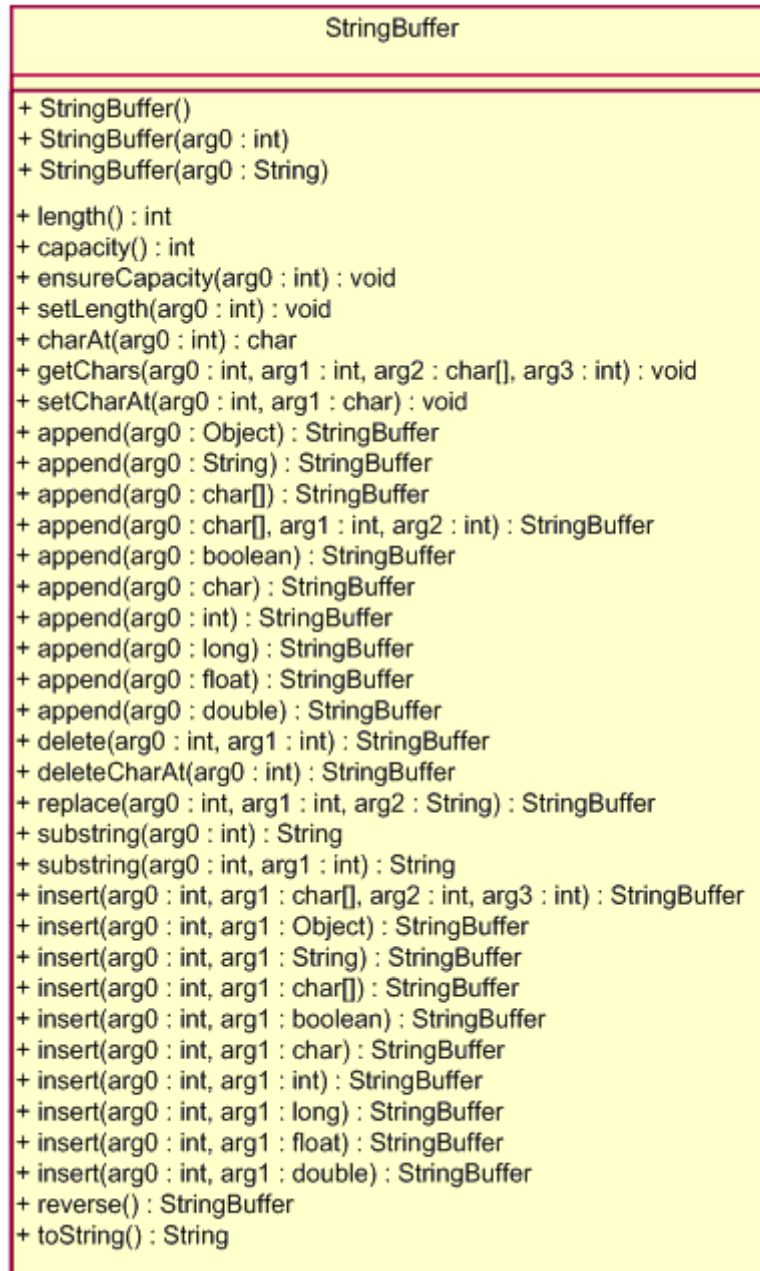 StringBuffer
+ StringBuffer()
+ StringBuffer(arg0 : int)
+ StringBuffer(arg0 : String)
+ length() : int
+ capacity() : int
+ ensureCapacity(arg0 : int) : void
+ setLength(arg0 : int) : void
+ charAt(arg0 : int) : char
+ getChars(arg0 : int, arg1 : int, arg2 : char[], arg3 : int) : void
+ setCharAt(arg0 : int, arg1 : char) : void
+ append(arg0 : Object) : StringBuffer
+ append(arg0 : String) : StringBuffer
+ append(arg0 : char[]) : StringBuffer
+ append(arg0 : char[], arg1 : int, arg2 : int) : StringBuffer
+ append(arg0 : boolean) : StringBuffer
+ append(arg0 : char) : StringBuffer
+ append(arg0 : int) : StringBuffer
+ append(arg0 : long) : StringBuffer
+ append(arg0 : float) : StringBuffer
+ append(arg0 : double) : StringBuffer
+ delete(arg0 : int, arg1 : int) : StringBuffer
+ deleteCharAt(arg0 : int) : StringBuffer
+ replace(arg0 : int, arg1 : int, arg2 : String) : StringBuffer
+ substring(arg0 : int) : String
+ substring(arg0 : int, arg1 : int) : String
+ insert(arg0 : int, arg1 : char[], arg2 : int, arg3 : int) : StringBuffer
+ insert(arg0 : int, arg1 : Object) : StringBuffer
+ insert(arg0 : int, arg1 : String) : StringBuffer
+ insert(arg0 : int, arg1 : char[]) : StringBuffer
+ insert(arg0 : int, arg1 : boolean) : StringBuffer
+ insert(arg0 : int, arg1 : char) : StringBuffer
+ insert(arg0 : int, arg1 : int) : StringBuffer
+ insert(arg0 : int, arg1 : long) : StringBuffer
+ insert(arg0 : int, arg1 : float) : StringBuffer
+ insert(arg0 : int, arg1 : double) : StringBuffer
+ reverse() : StringBuffer
+ toString() : String